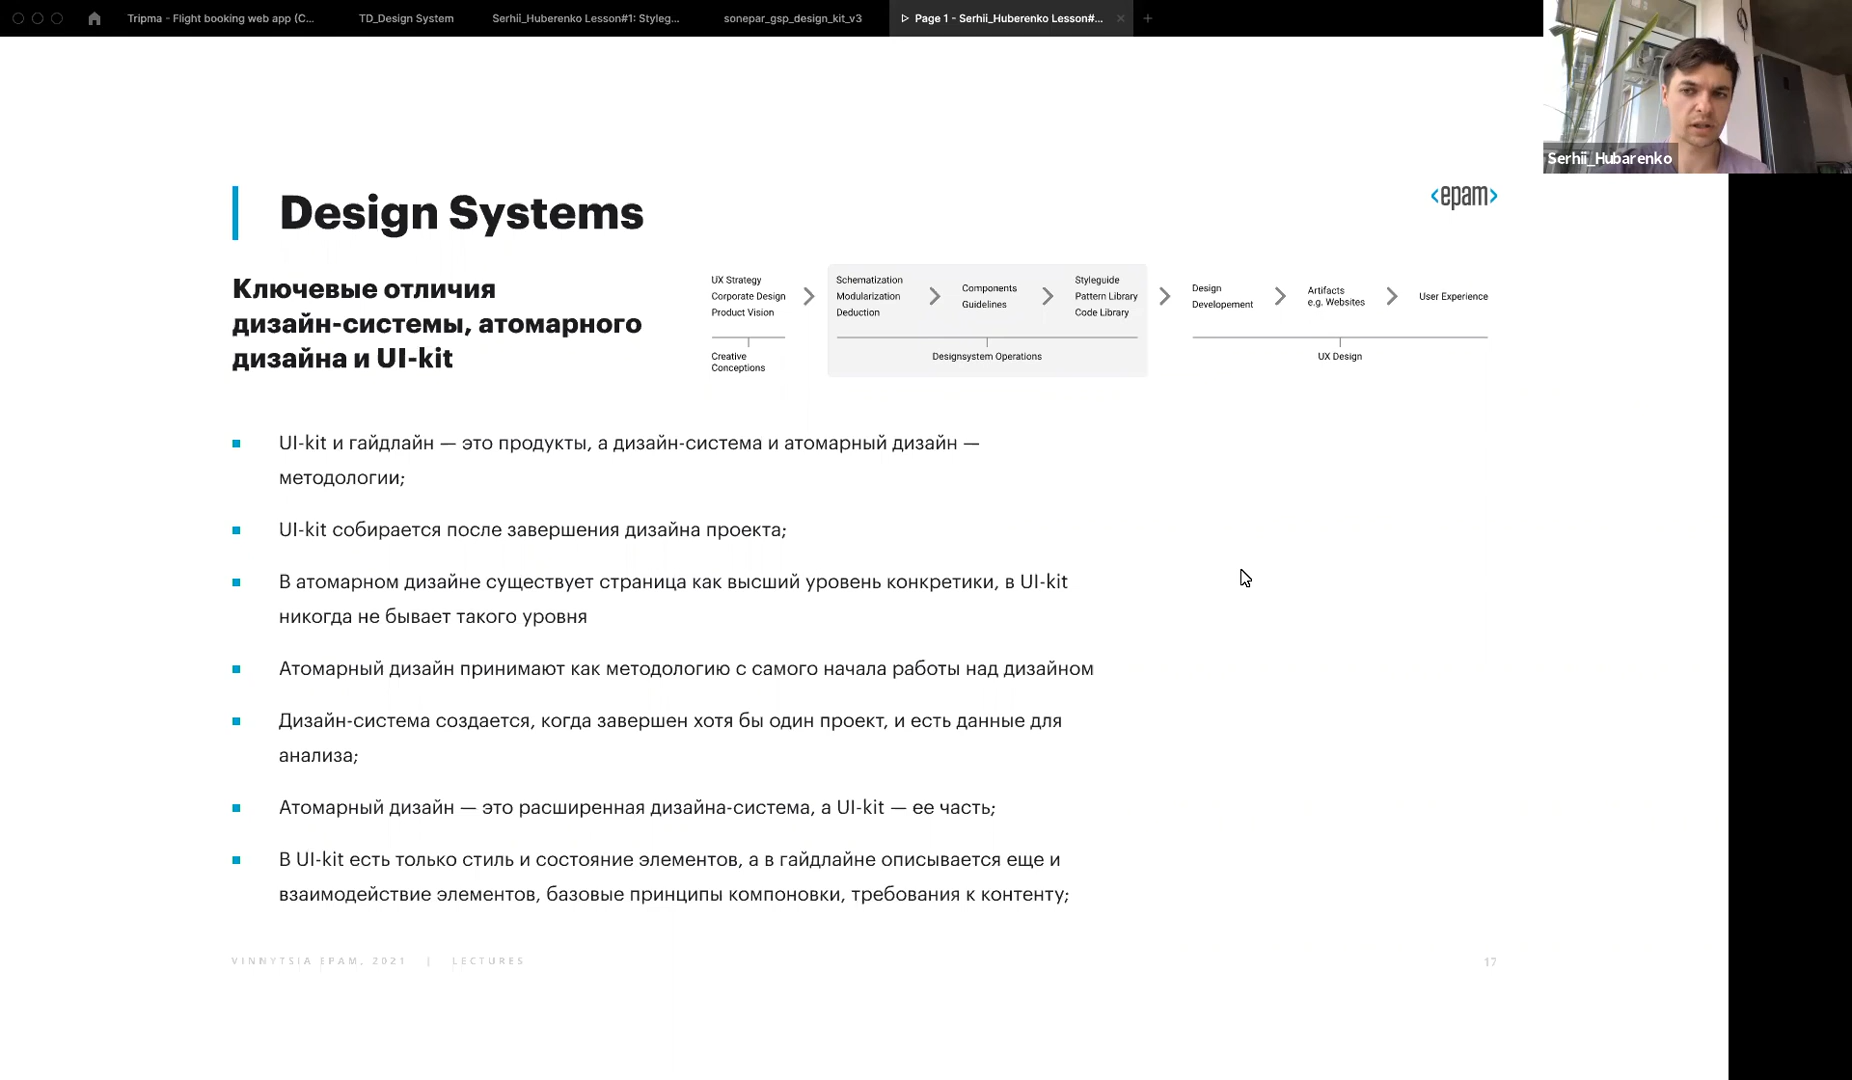 Tripma - Flight booking web app (C...
TD_Design System
Serhii_Huberenko Lesson#1: Styleg...
sonepar_gsp_design_kit_v3
Page 1 - Serhii_Huberenko Lesson#...
Serhii_Hubarenko
Design Systems
<epam>
Ключевые отличия
дизайн-системы, атомарного
дизайна и UI-kit
UX Strategy
Corporate Design
Product Vision
Schematization
Modularization
Deduction
Components
Guidelines
Styleguide
Pattern Library
Code Library
Design
Developement
Artifacts
e.g. Websites
User Experience
Creative
Conceptions
Designsystem Operations
UX Design
UI-kit и гайдлайн — это продукты, а дизайн-система и атомарный дизайн —
методологии;
UI-kit собирается после завершения дизайна проекта;
В атомарном дизайне существует страница как высший уровень конкретики, в UI-kit
никогда не бывает такого уровня
Атомарный дизайн принимают как методологию с самого начала работы над дизайном
Дизайн-система создается, когда завершен хотя бы один проект, и есть данные для
анализа;
Атомарный дизайн — это расширенная дизайна-система, а UI-kit — ее часть;
В UI-kit есть только стиль и состояние элементов, а в гайдлайне описывается еще и
взаимодействие элементов, базовые принципы компоновки, требования к контенту;
VINNYTSIA EPAM, 2021 | LECTURES
17